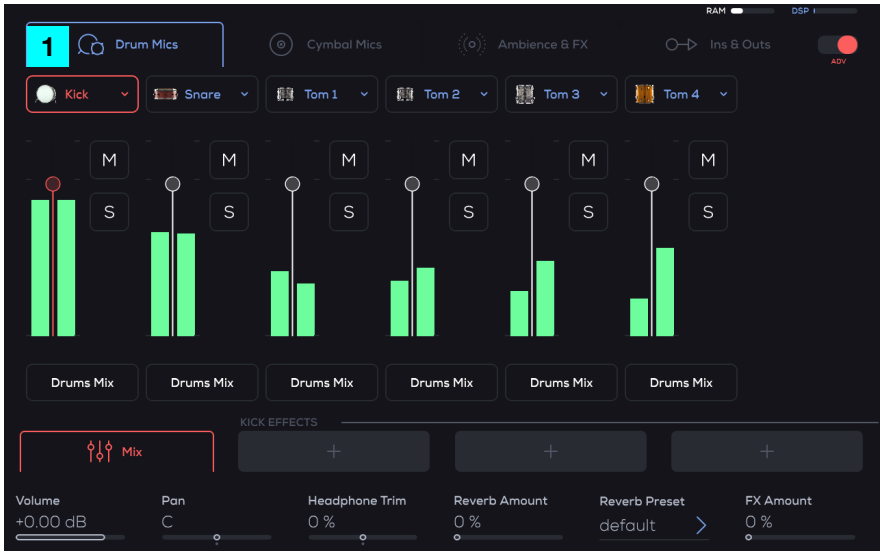 RAM DSP
1 Drum Mics Cymbal Mics Ambience & FX Ins & Outs
ADV
Kick Snare Tom 1 Tom 2 Tom 3 Tom 4
M M M M M M
S S S S S S
Drums Mix Drums Mix Drums Mix Drums Mix Drums Mix Drums Mix
KICK EFFECTS
Mix + + +
Volume Pan Headphone Trim Reverb Amount Reverb Preset FX Amount
+0.00 dB C 0 % 0 % default 0 %